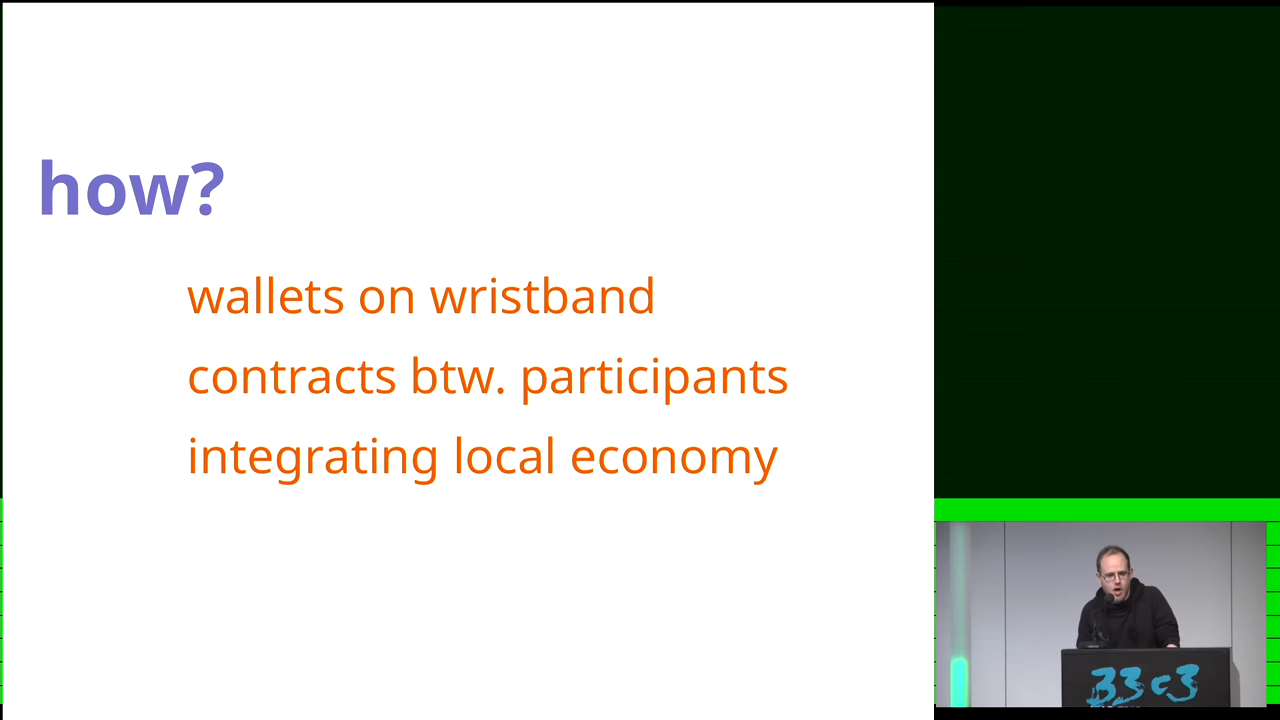 how?
wallets on wristband
contracts btw. participants
integrating local economy
33c3